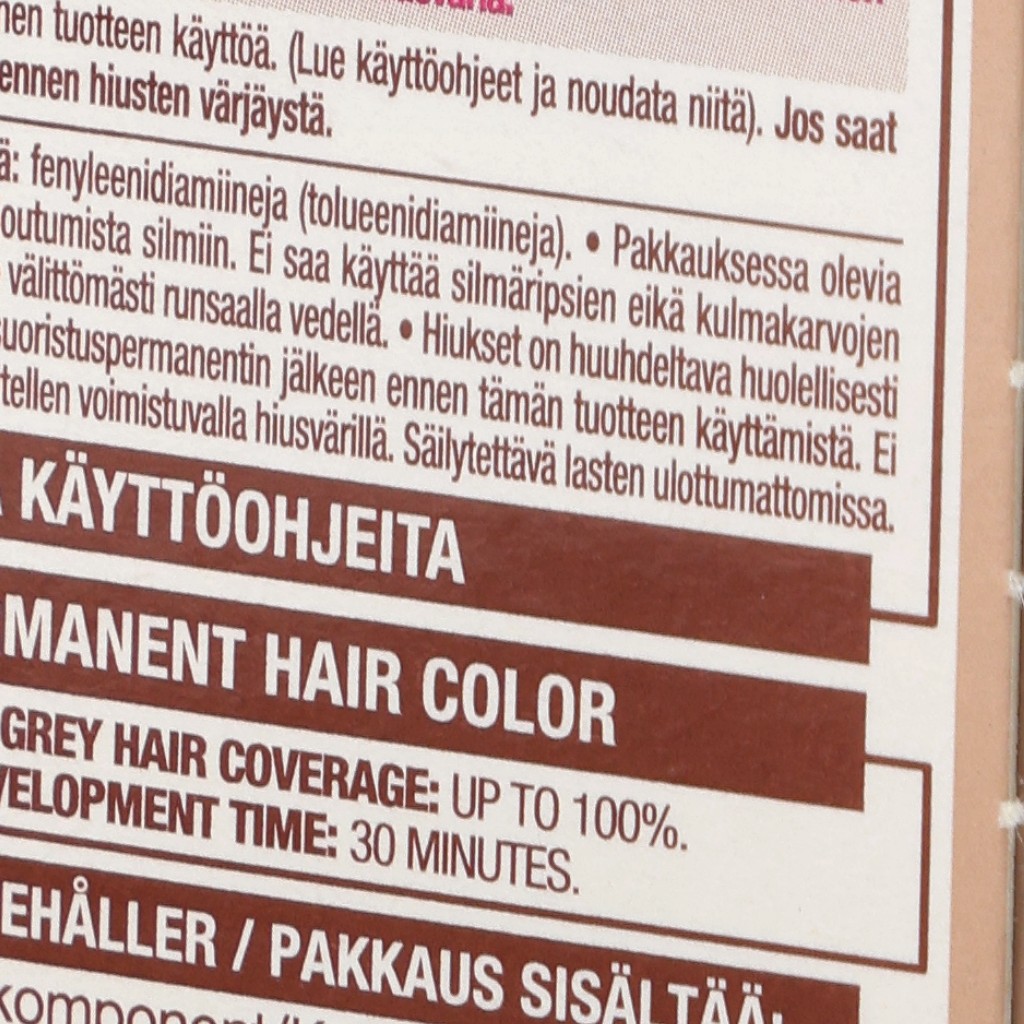 nen tuotteen käyttöä. (Lue käyttöohjeet ja noudata niitä). Jos saat
ennen hiusten värjäystä.
ä: fenyleenidiamiineja (tolueenidiamiineja). • Pakkauksessa olevia
outumista silmiin. Ei saa käyttää silmäripsien eikä kulmakarvojen
välittömästi runsaalla vedellä. • Hiukset on huuhdeltava huolellisesti
suoristuspermanentin jälkeen ennen tämän tuotteen käyttämistä. Ei
tellen voimistuvalla hiusvärillä. Säilytettävä lasten ulottumattomissa.
A KÄYTTÖOHJEITA
MANENT HAIR COLOR
GREY HAIR COVERAGE: UP TO 100%.
VELOPMENT TIME: 30 MINUTES.
EHÅLLER / PAKKAUS SISÄLTÄÄ: